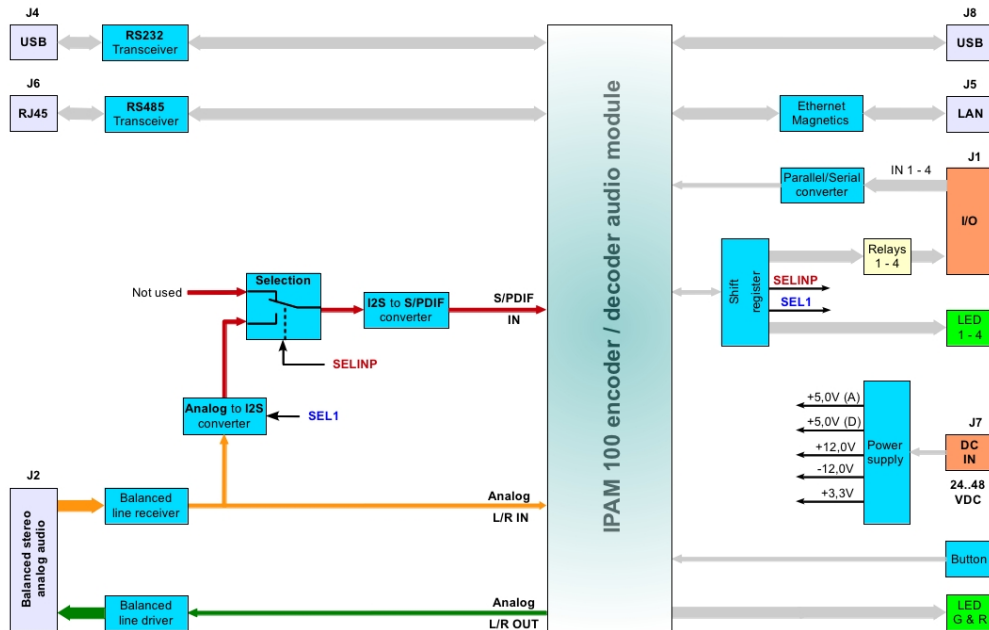 J4
USB
RS232
Transceiver
J8
USB
J6
RJ45
RS485
Transceiver
Ethernet
Magnetics
J5
LAN
IPAM 100 encoder / decoder audio module
J1
IN 1 - 4
Parallel/Serial
converter
I/O
Relays
1 - 4
Shift
register
SELINP
SEL1
LED
1 - 4
Not used
Selection
I2S to S/PDIF
converter
S/PDIF
IN
SELINP
Analog to I2S
converter
SEL1
+5,0V (A)
+5,0V (D)
+12,0V
-12,0V
+3,3V
Power
supply
J7
DC
IN
24..48
VDC
J2
Balanced stereo
analog audio
Balanced
line receiver
Analog
L/R IN
Button
Balanced
line driver
Analog
L/R OUT
LED
G & R